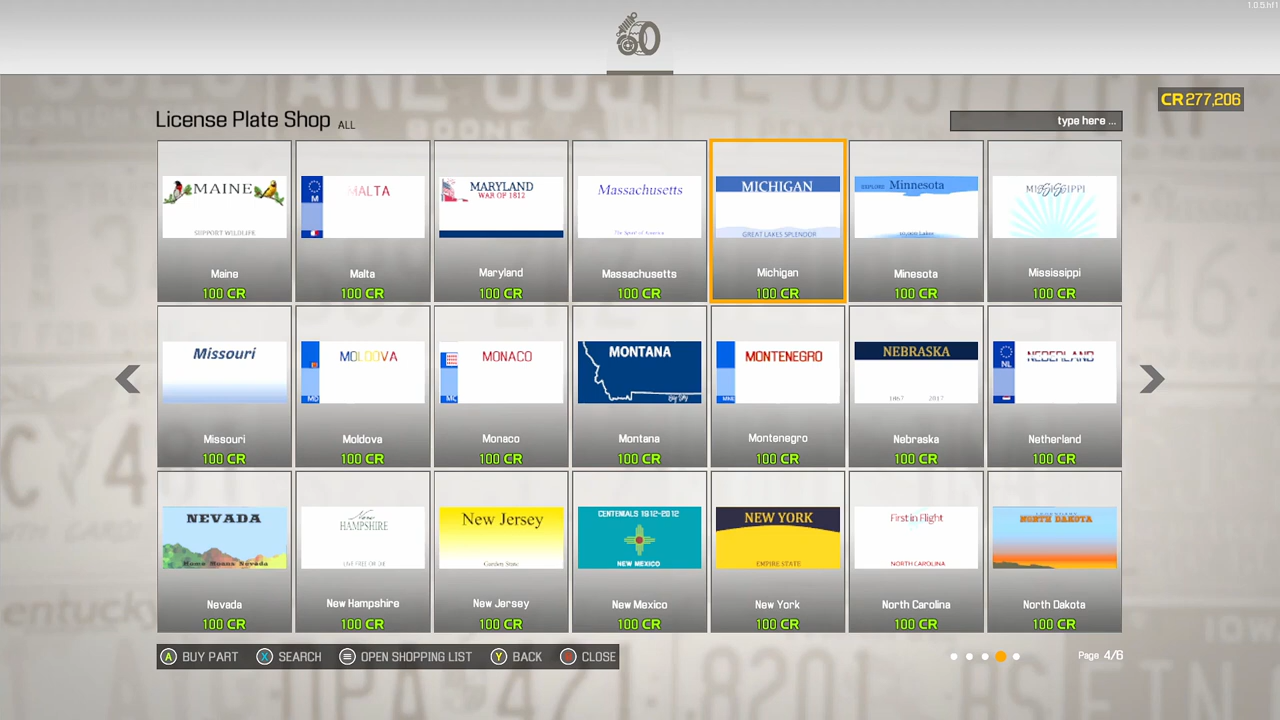 1.0.5.hf1
CR 277,206
License Plate Shop ALL
type here ...
MAINE
SUPPORT WILDLIFE
Maine
100 CR
M
MALTA
Malta
100 CR
MARYLAND
WAR OF 1812
Maryland
100 CR
Massachusetts
The Spirit of America
Massachusetts
100 CR
MICHIGAN
GREAT LAKES SPLENDOR
Michigan
100 CR
EXPLORE Minnesota
10,000 Lakes
Minesota
100 CR
MISSISSIPPI
Mississippi
100 CR
Missouri
Missouri
100 CR
MOLDOVA
MD
Moldova
100 CR
MONACO
MC
Monaco
100 CR
MONTANA
Big Sky
Montana
100 CR
MONTENEGRO
MNE
Montenegro
100 CR
NEBRASKA
1867 2017
Nebraska
100 CR
NL
NEDERLAND
Netherland
100 CR
NEVADA
Home Means Nevada
Nevada
100 CR
New
HAMPSHIRE
LIVE FREE OR DIE
New Hampshire
100 CR
New Jersey
Garden State
New Jersey
100 CR
CENTENIALS 1912-2012
NEW MEXICO
New Mexico
100 CR
NEW YORK
EMPIRE STATE
New York
100 CR
First in Flight
NORTH CAROLINA
North Carolina
100 CR
NORTH DAKOTA
North Dakota
100 CR
A BUY PART X SEARCH OPEN SHOPPING LIST Y BACK CLOSE
Page 4/6